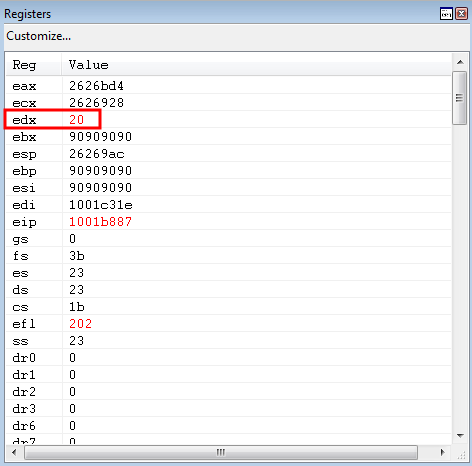 Registers
Customize...
Reg Value
eax 2626bd4
ecx 2626928
edx 20
ebx 90909090
esp 26269ac
ebp 90909090
esi 90909090
edi 1001c31e
eip 1001b887
gs 0
fs 3b
es 23
ds 23
cs 1b
efl 202
ss 23
dr0 0
dr1 0
dr2 0
dr3 0
dr6 0
dr7 0